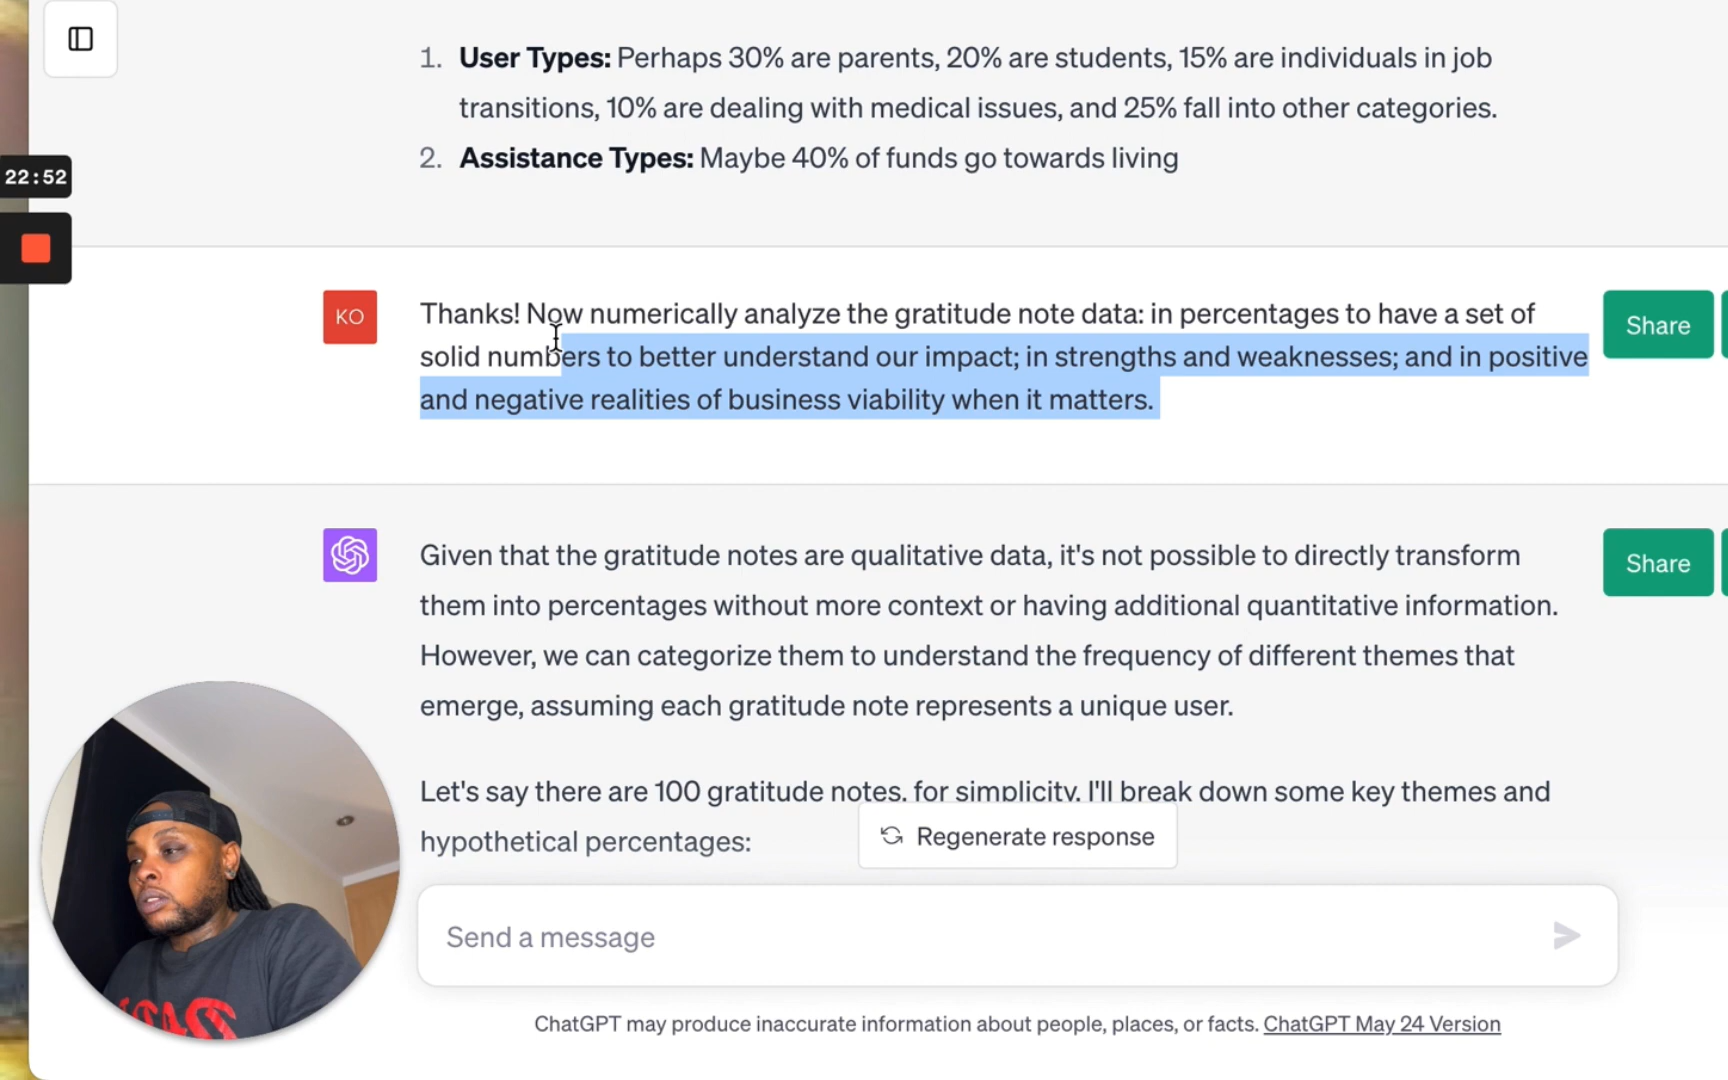 1. User Types: Perhaps 30% are parents, 20% are students, 15% are individuals in job
transitions, 10% are dealing with medical issues, and 25% fall into other categories.
2. Assistance Types: Maybe 40% of funds go towards living
22:52
KO
Thanks! Now numerically analyze the gratitude note data: in percentages to have a set of
solid numbers to better understand our impact; in strengths and weaknesses; and in positive
and negative realities of business viability when it matters.
Share
Given that the gratitude notes are qualitative data, it's not possible to directly transform
them into percentages without more context or having additional quantitative information.
However, we can categorize them to understand the frequency of different themes that
emerge, assuming each gratitude note represents a unique user.
Share
Let's say there are 100 gratitude notes, for simplicity. I'll break down some key themes and
hypothetical percentages:
Regenerate response
Send a message
ChatGPT may produce inaccurate information about people, places, or facts. ChatGPT May 24 Version